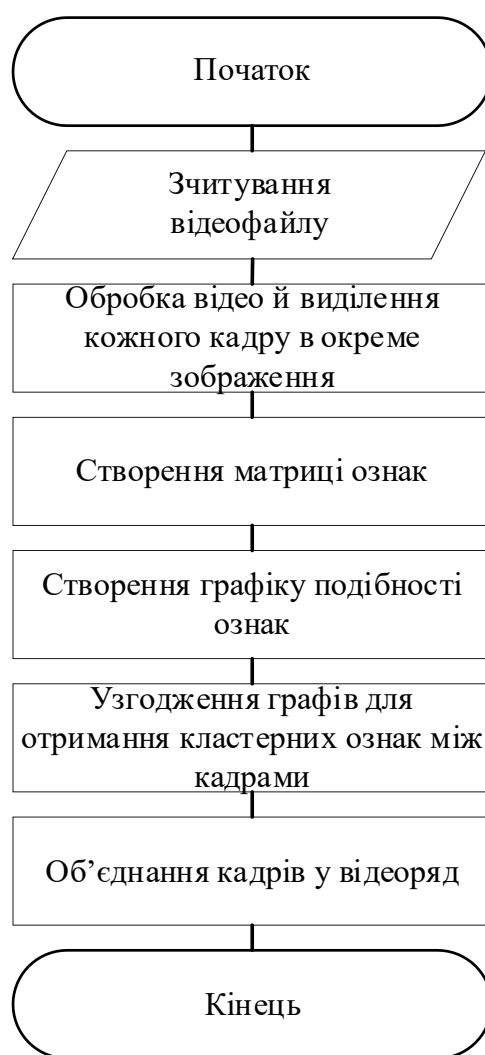 Початок
Зчитування
відеофайлу
Обробка відео й виділення
кожного кадру в окреме
зображення
Створення матриці ознак
Створення графіку подібності
ознак
Узгодження графів для
отримання кластерних ознак між
кадрами
Об’єднання кадрів у відеоряд
Кінець